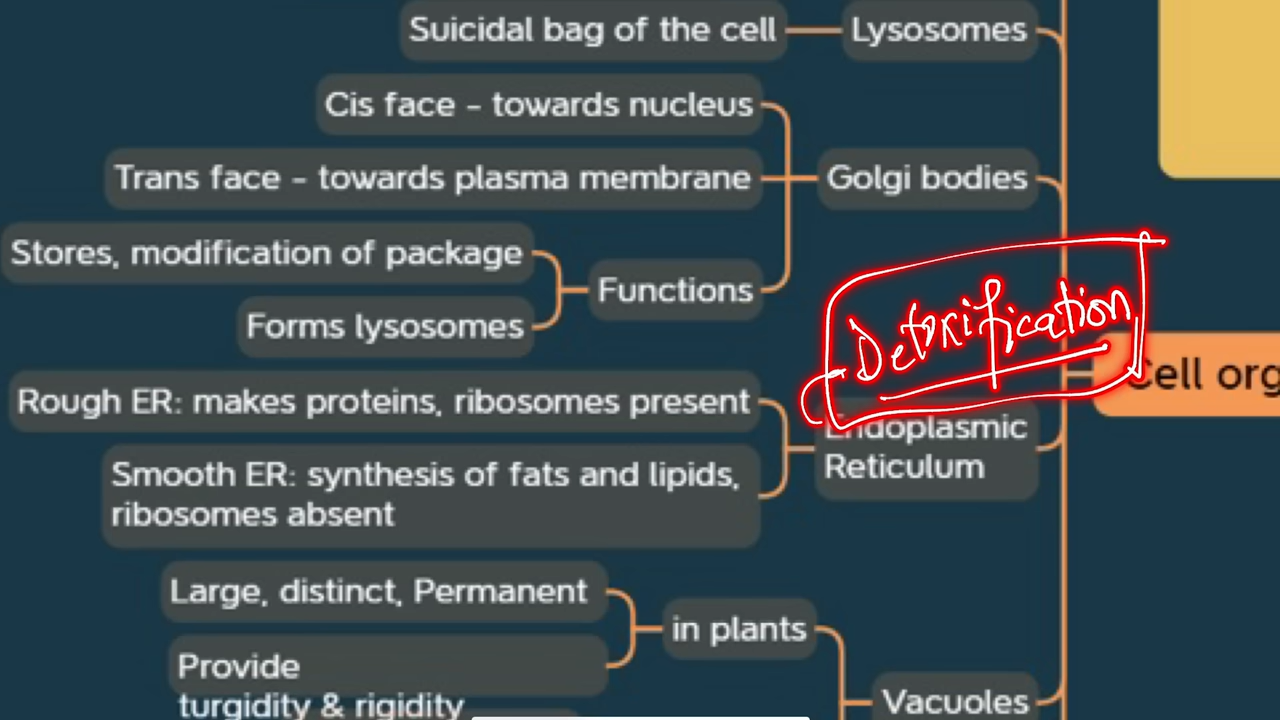 Suicidal bag of the cell
Lysosomes
Cis face - towards nucleus
Trans face - towards plasma membrane
Golgi bodies
Stores, modification of package
Functions
Forms lysosomes
Detoxification
Cell org
Rough ER: makes proteins, ribosomes present
Endoplasmic
Reticulum
Smooth ER: synthesis of fats and lipids,
ribosomes absent
Large, distinct, Permanent
in plants
Provide
turgidity & rigidity
Vacuoles